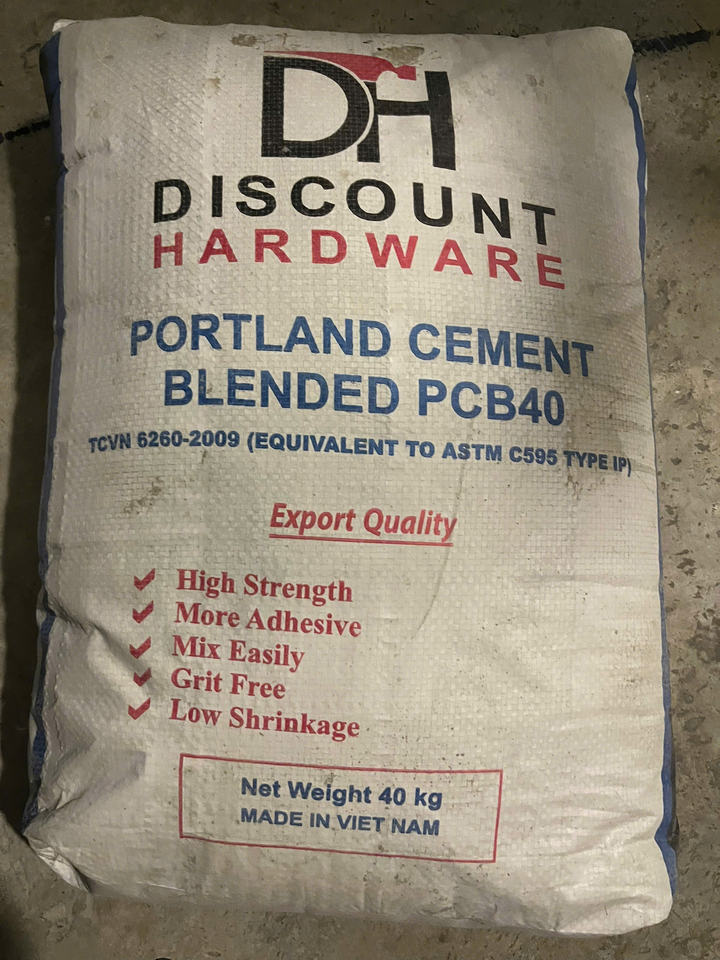 DH
DISCOUNT
HARDWARE
PORTLAND CEMENT
BLENDED PCB40
TCVN 6260-2009 (EQUIVALENT TO ASTM C595 TYPE IP)
Export Quality
High Strength
More Adhesive
Mix Easily
Grit Free
Low Shrinkage
Net Weight 40 kg
MADE IN VIET NAM